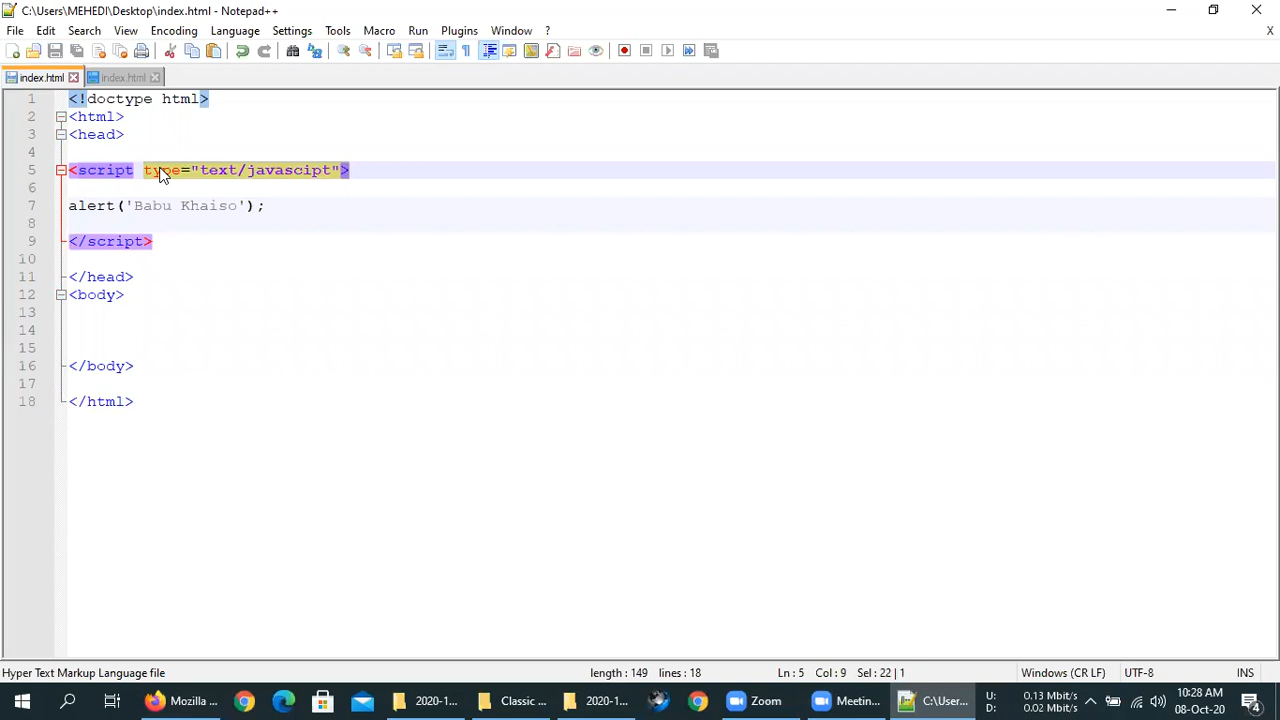 C:\Users\MEHEDI\Desktop\index.html - Notepad++
File Edit Search View Encoding Language Settings Tools Macro Run Plugins Window ?
X
index.html index.html
1 <!doctype html>
2 <html>
3 <head>
4
5 <script type="text/javascipt">
6
7 alert('Babu Khaiso');
8
9 </script>
10
11 </head>
12 <body>
13
14
15
16 </body>
17
18 </html>
Hyper Text Markup Language file length : 149 lines : 18 Ln : 5 Col : 9 Sel : 22 | 1 Windows (CR LF) UTF-8 INS
Mozilla ... 2020-1... Classic ... 2020-1... Zoom Meetin... C:\User... U: 0.13 Mbit/s 10:28 AM
D: 0.02 Mbit/s 08-Oct-20 4